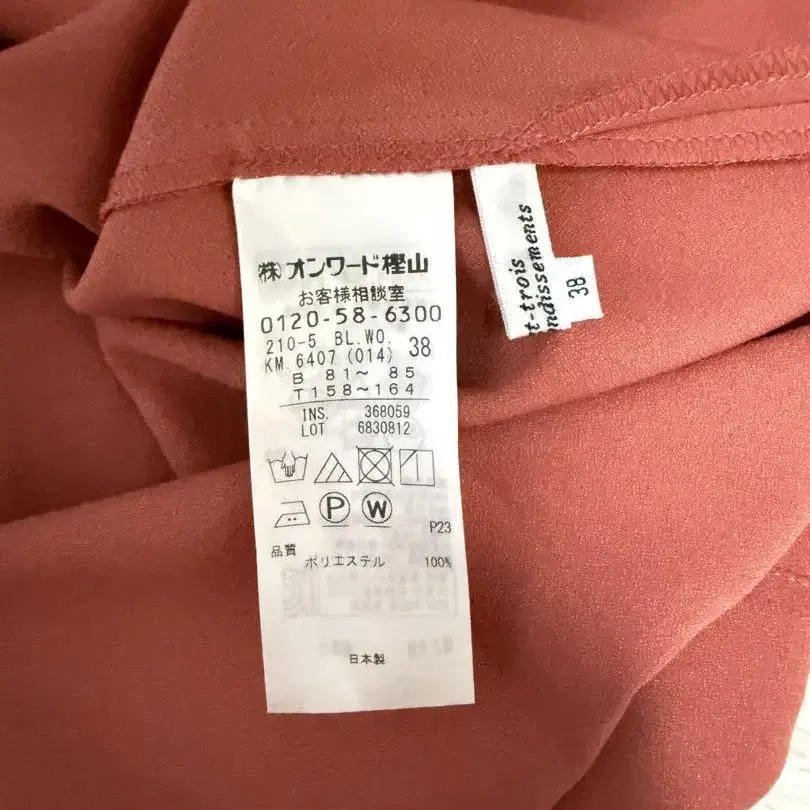 (株)オンワード樫山
お客様相談室
0120-58-6300
210-5 BL.WO.
KM.6407 (014) 38
B 81~ 85
T158~164
INS. 368059
LOT 6830812
P
W
P23
品質
ポリエステル 100%
日本製
t-trois
ndissements
38